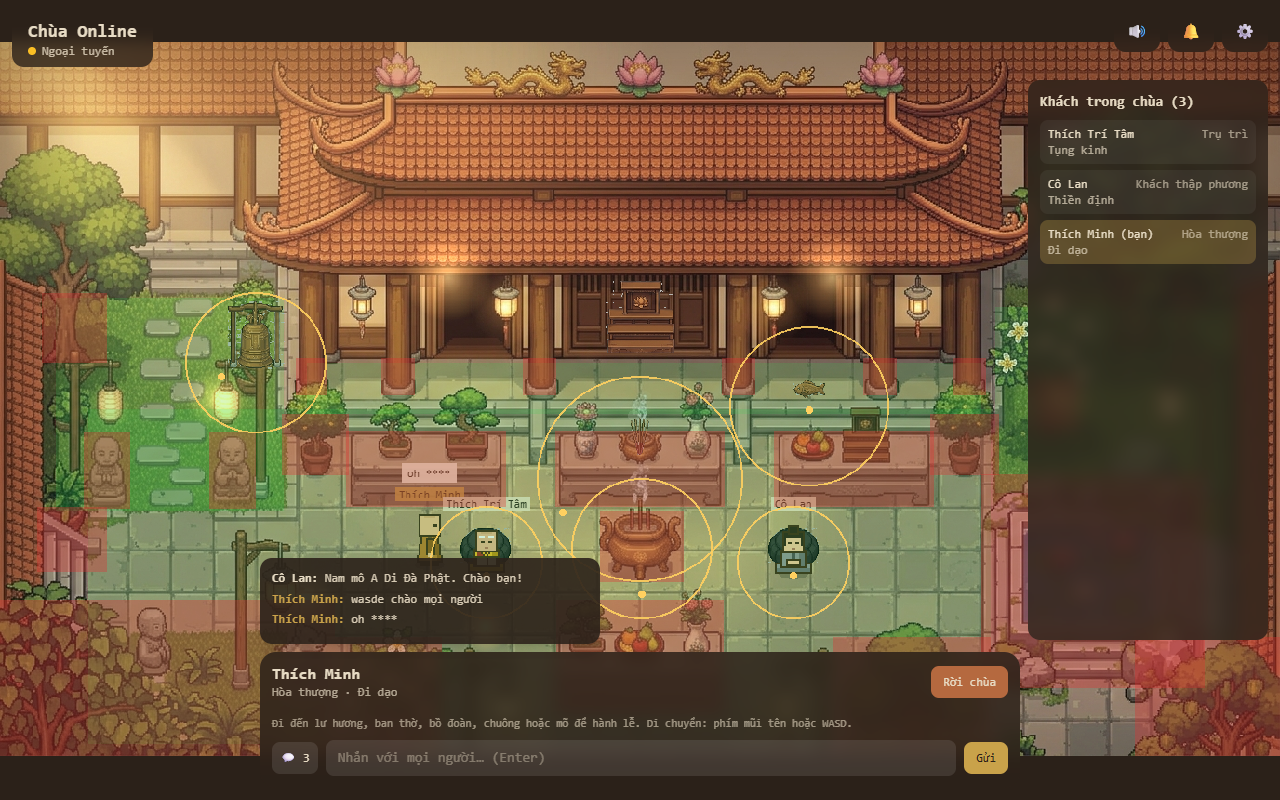 Chùa Online
Ngoại tuyến
Khách trong chùa (3)
Thích Trí Tâm Trụ trì
Tụng kinh
Cô Lan Khách thập phương
Thiền định
Thích Minh (bạn) Hòa thượng
Đi dạo
oh ****
Thích Minh
Thích Trí Tâm
Cô Lan
Cô Lan: Nam mô A Di Đà Phật. Chào bạn!
Thích Minh: wasde chào mọi người
Thích Minh: oh ****
Thích Minh
Hòa thượng · Đi dạo
Rời chùa
Đi đến lư hương, ban thờ, bồ đoàn, chuông hoặc mõ để hành lễ. Di chuyển: phím mũi tên hoặc WASD.
3
Nhắn với mọi người… (Enter)
Gửi